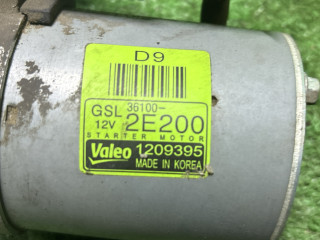 D9
GSL 36100-
12V 2E200
STARTER MOTOR
Valeo 1209395
MADE IN KOREA